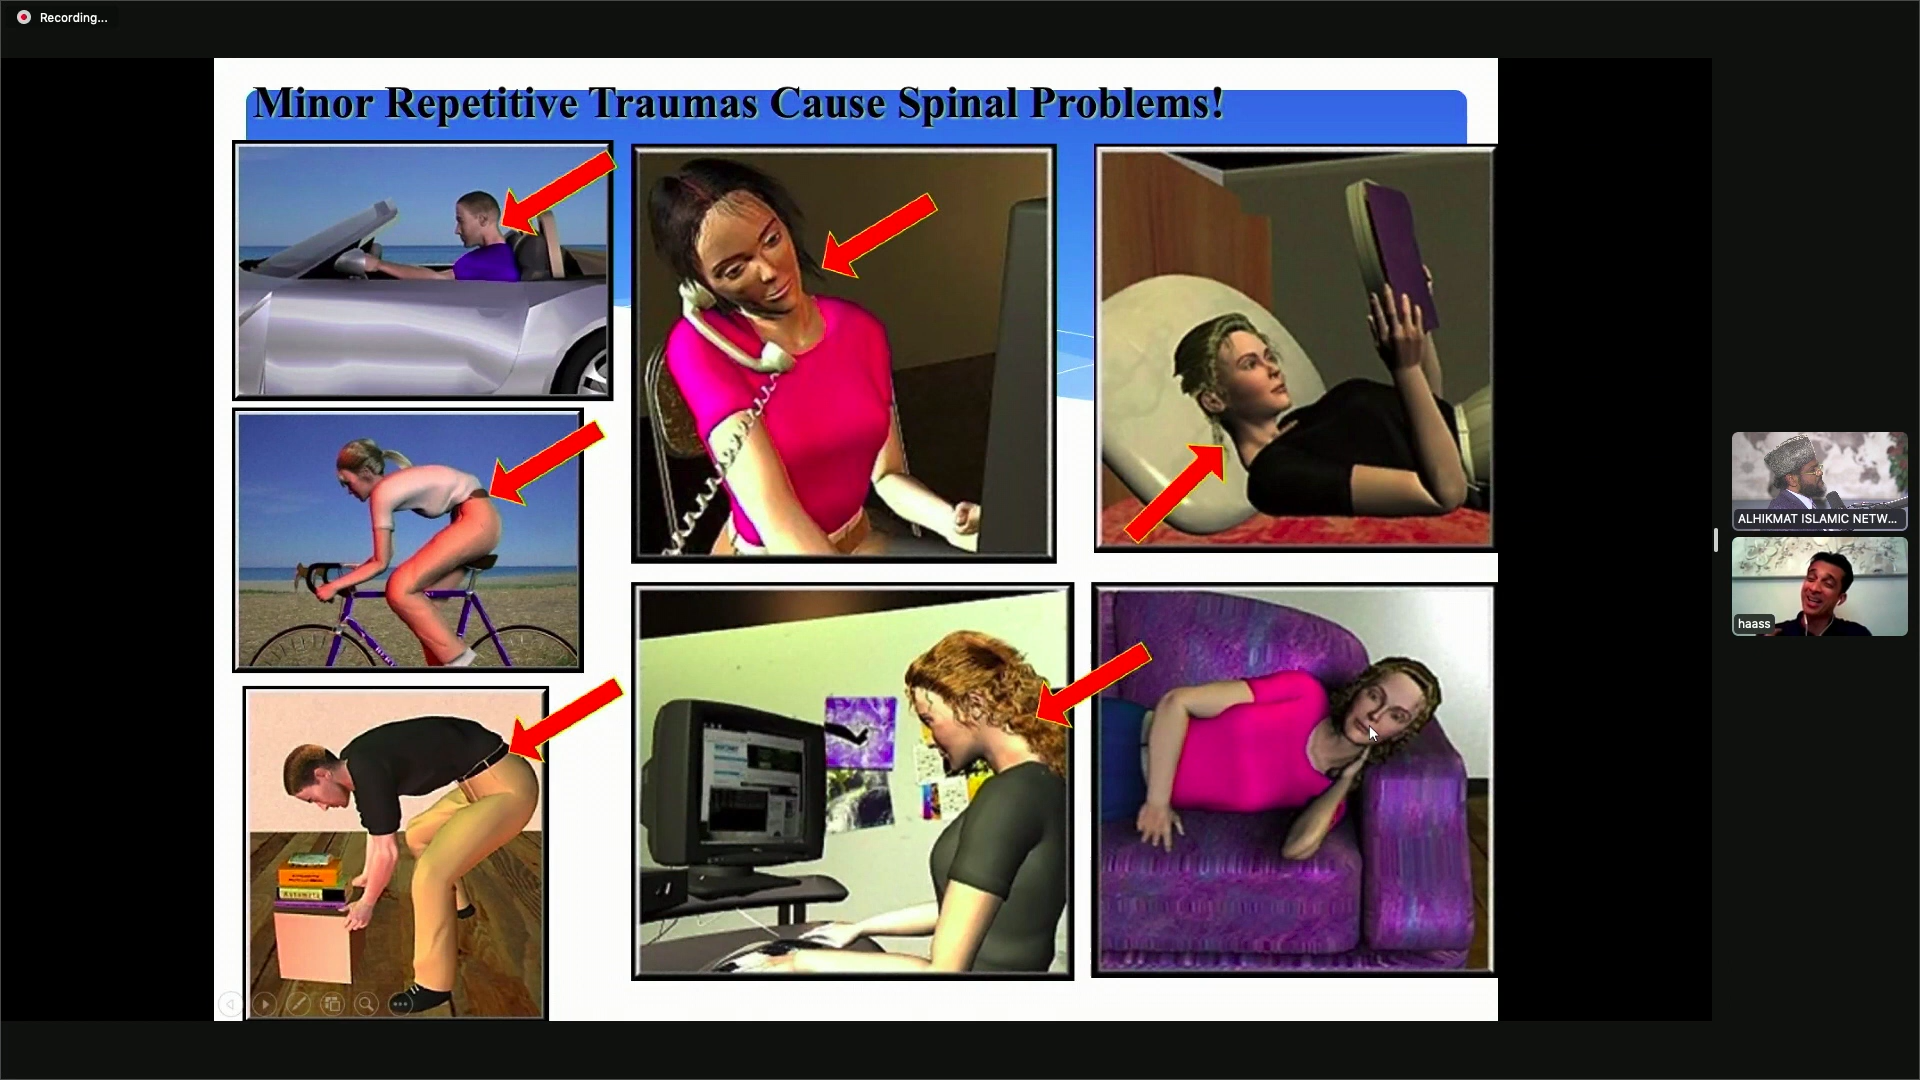 Recording...
Minor Repetitive Traumas Cause Spinal Problems!
ALHIKMAT ISLAMIC NETW...
haass